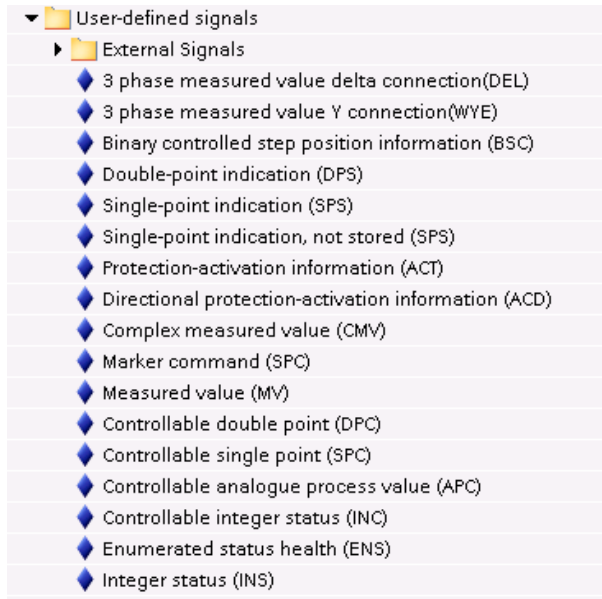 User-defined signals
External Signals
3 phase measured value delta connection(DEL)
3 phase measured value Y connection(WYE)
Binary controlled step position information (BSC)
Double-point indication (DPS)
Single-point indication (SPS)
Single-point indication, not stored (SPS)
Protection-activation information (ACT)
Directional protection-activation information (ACD)
Complex measured value (CMV)
Marker command (SPC)
Measured value (MV)
Controllable double point (DPC)
Controllable single point (SPC)
Controllable analogue process value (APC)
Controllable integer status (INC)
Enumerated status health (ENS)
Integer status (INS)